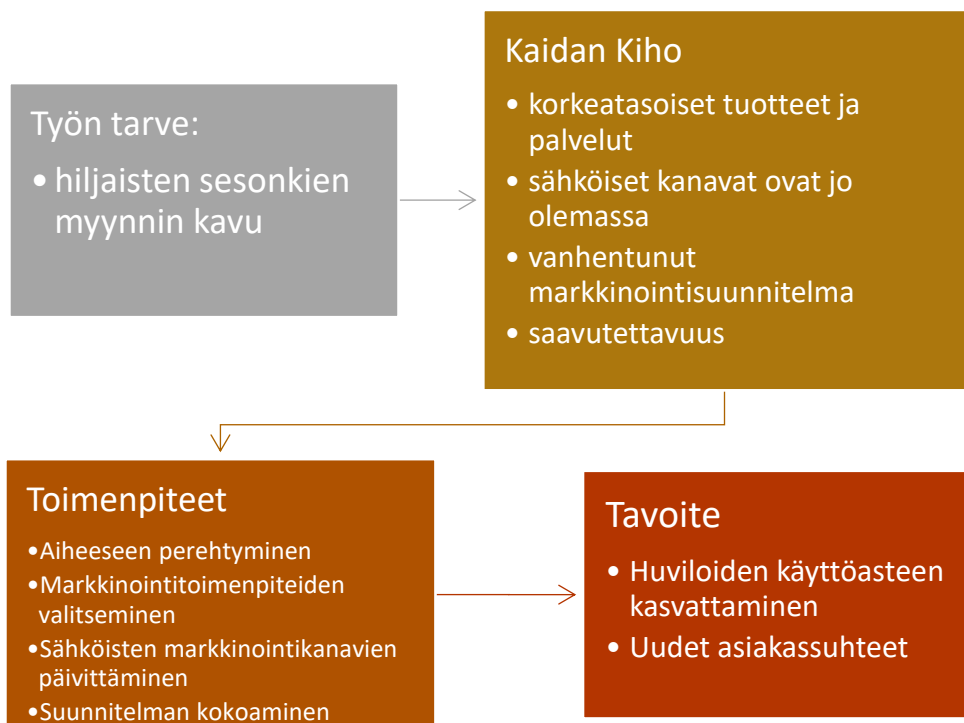 Työn tarve:
• hiljaisten sesonkien
myynnin kavu
Kaidan Kiho
• korkeatasoiset tuotteet ja
palvelut
• sähköiset kanavat ovat jo
olemassa
• vanhentunut
markkinointisuunnitelma
• saavutettavuus
Toimenpiteet
•Aiheeseen perehtyminen
•Markkinointitoimenpiteiden
valitseminen
•Sähköisten markkinointikanavien
päivittäminen
•Suunnitelman kokoaminen
Tavoite
• Huviloiden käyttöasteen
kasvattaminen
• Uudet asiakassuhteet